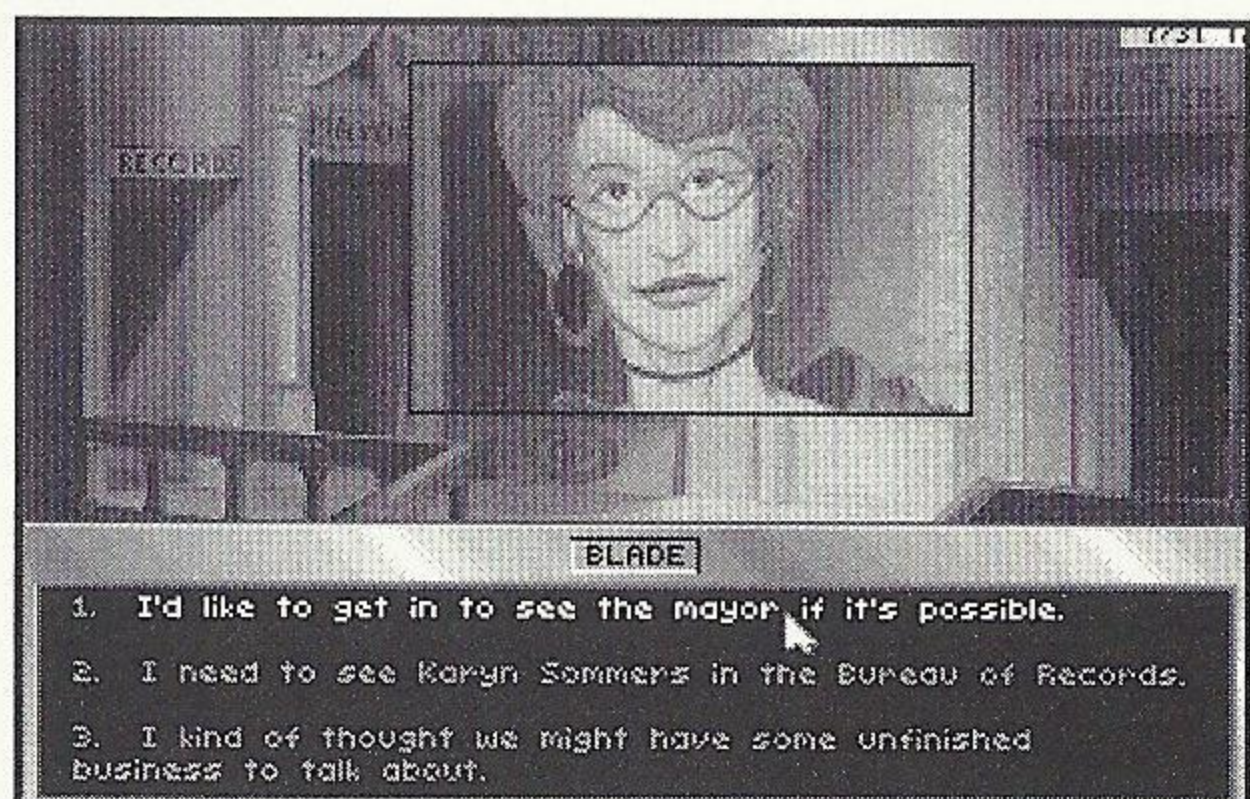 RECORDS
BLADE
1. I'd like to get in to see the mayor if it's possible.
2. I need to see Karyn Sommers in the Bureau of Records.
3. I kind of thought we might have some unfinished
business to talk about.